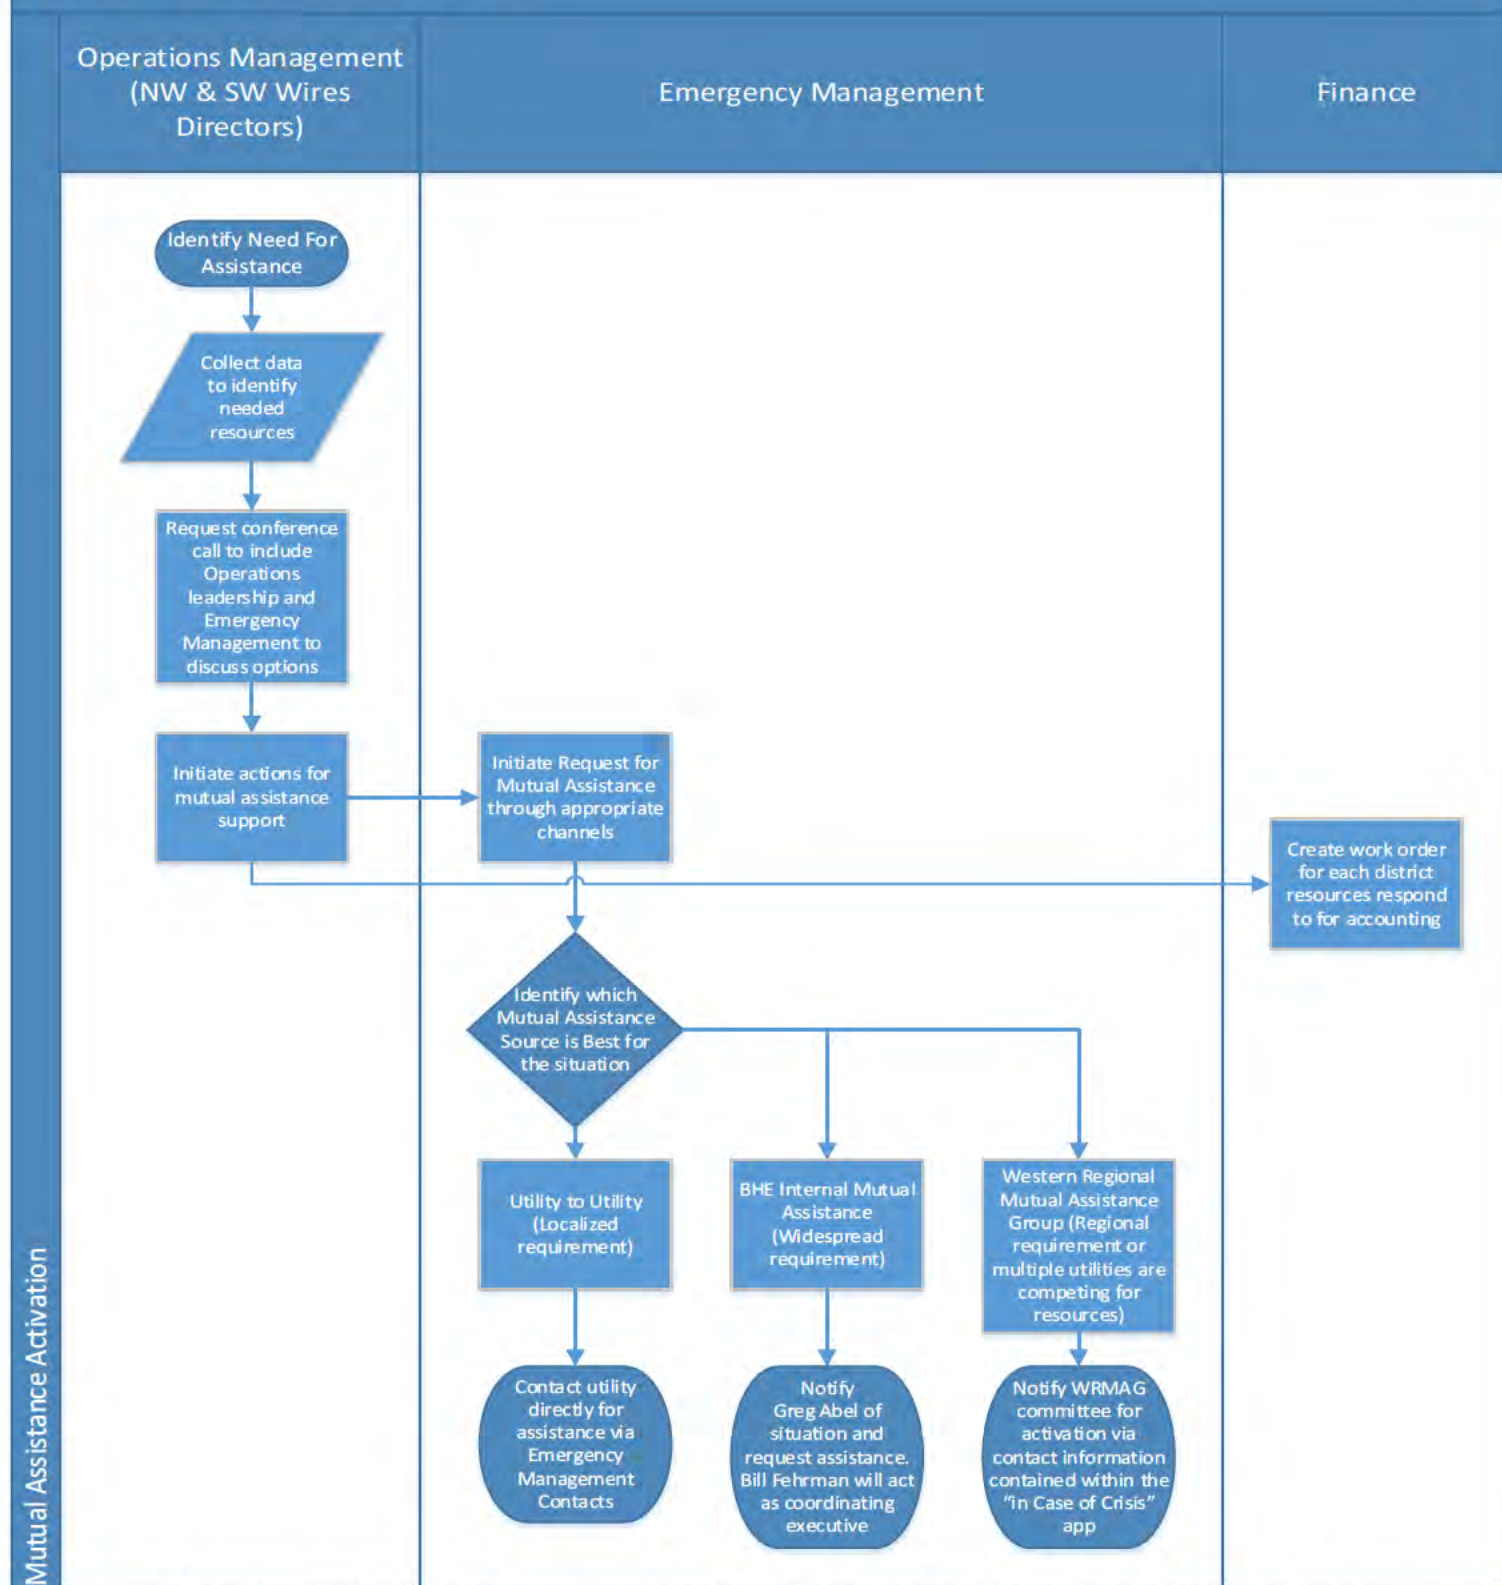 Operations Management
(NW & SW Wires
Directors)
Emergency Management
Finance
Identify Need For
Assistance
Collect data
to identify
needed
resources
Request conference
call to include
Operations
leadership and
Emergency
Management to
discuss options
Initiate actions for
mutual assistance
support
Initiate Request for
Mutual Assistance
through appropriate
channels
Create work order
for each district
resources respond
to for accounting
Identify which
Mutual Assistance
Source is Best for
the situation
Utility to Utility
(Localized
requirement)
BHE Internal Mutual
Assistance
(Widespread
requirement)
Western Regional
Mutual Assistance
Group (Regional
requirement or
multiple utilities are
competing for
resources)
Contact utility
directly for
assistance via
Emergency
Management
Contacts
Notify
Greg Abel of
situation and
request assistance.
Bill Fehrman will act
as coordinating
executive
Notify WRMAG
committee for
activation via
contact information
contained within the
"in Case of Crisis"
app
Mutual Assistance Activation